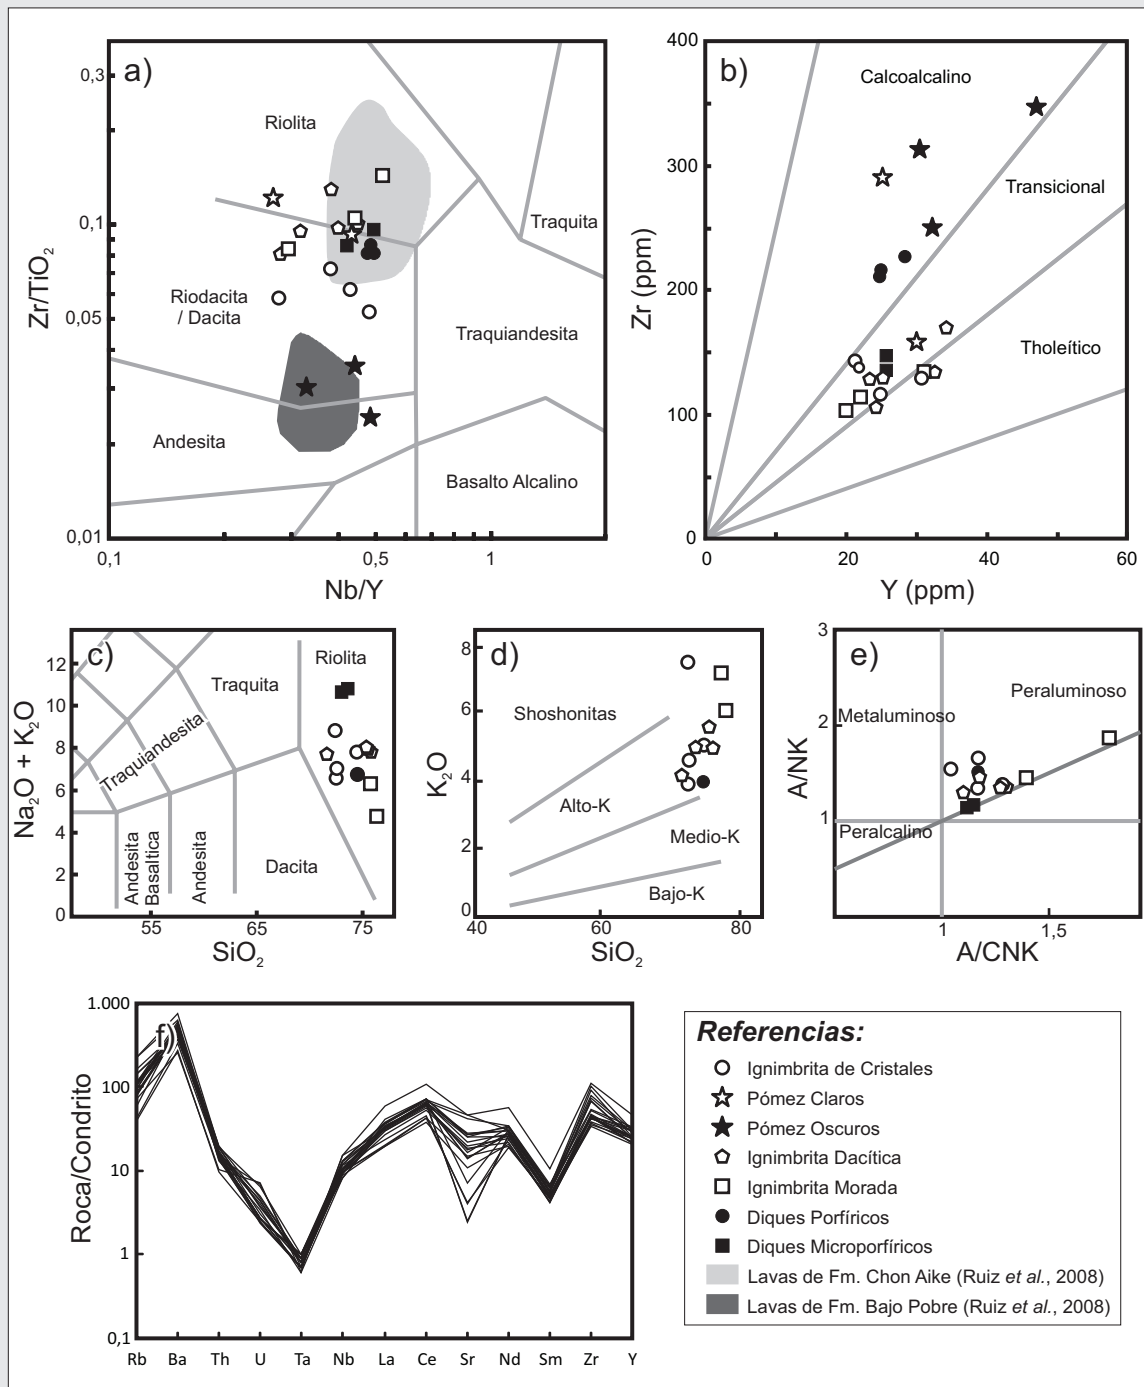 a)
0,3
0,1
0,05
0,01
Zr/TiO2
Riolita
Traquita
Riodacita
/ Dacita
Traquiandesita
Andesita
Basalto Alcalino
0,1
0,5
1
Nb/Y
b)
400
300
200
100
0
Zr (ppm)
Calcoalcalino
Transicional
Tholeítico
0
20
40
60
Y (ppm)
c)
12
10
8
6
4
2
0
Na2O + K2O
Riolita
Traquita
Traquiandesita
Andesita
Basaltica
Andesita
Dacita
55
65
75
SiO2
d)
8
6
4
2
0
K2O
Shoshonitas
Alto-K
Medio-K
Bajo-K
40
60
80
SiO2
e)
3
2
1
A/NK
Peraluminoso
Metaluminoso
Peralcalino
1
1,5
A/CNK
f)
1.000
100
10
1
0,1
Roca/Condrito
Rb Ba Th U Ta Nb La Ce Sr Nd Sm Zr Y
Referencias:
Ignimbrita de Cristales
Pómez Claros
Pómez Oscuros
Ignimbrita Dacítica
Ignimbrita Morada
Diques Porfíricos
Diques Microporfíricos
Lavas de Fm. Chon Aike (Ruiz et al., 2008)
Lavas de Fm. Bajo Pobre (Ruiz et al., 2008)